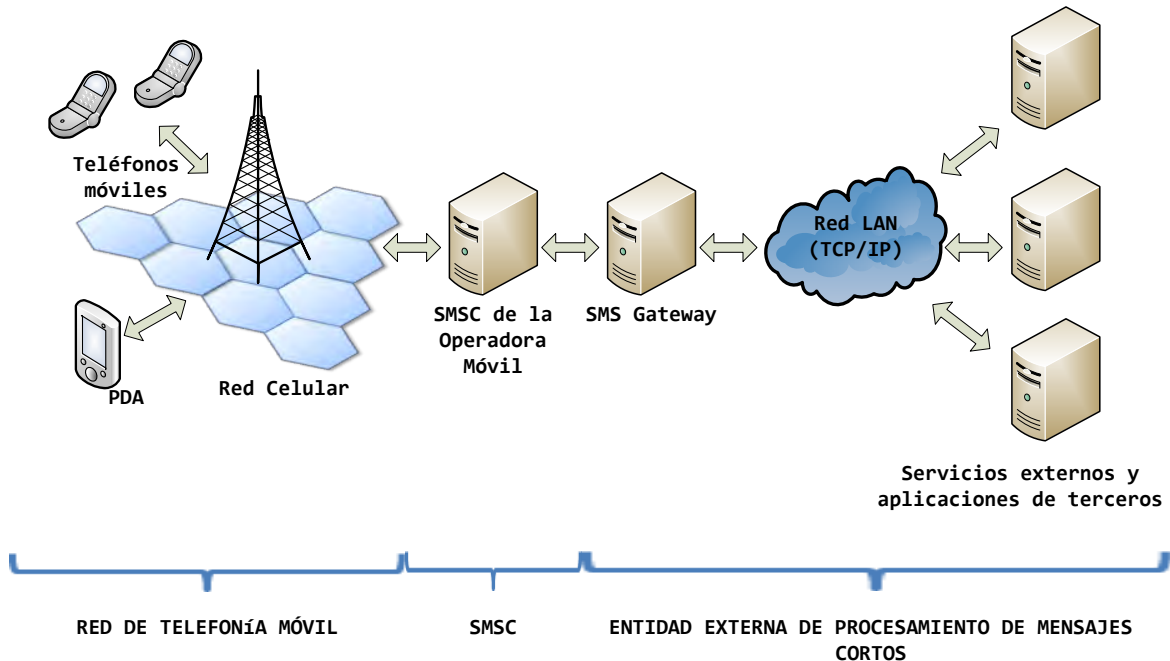 Teléfonos
móviles
PDA
Red Celular
SMSC de la
Operadora
Móvil
SMS Gateway
Red LAN
(TCP/IP)
Servicios externos y
aplicaciones de terceros
RED DE TELEFONíA MÓVIL
SMSC
ENTIDAD EXTERNA DE PROCESAMIENTO DE MENSAJES
CORTOS